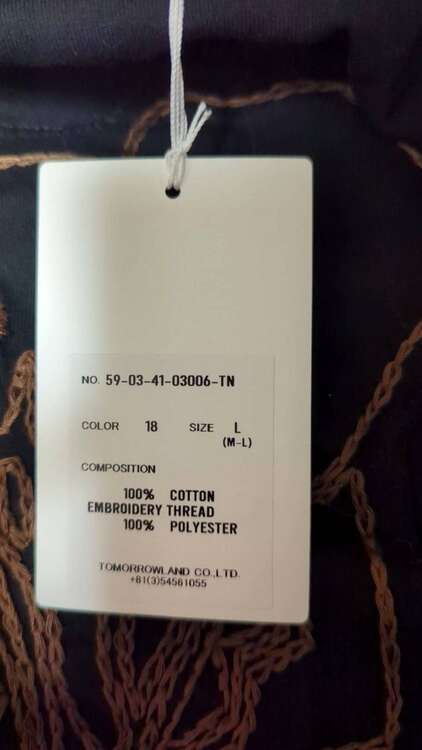 NO. 59-03-41-03006-TN
COLOR 18 SIZE L
(M-L)
COMPOSITION
100% COTTON
EMBROIDERY THREAD
100% POLYESTER
TOMORROWLAND CO.,LTD.
+81(3)54561055